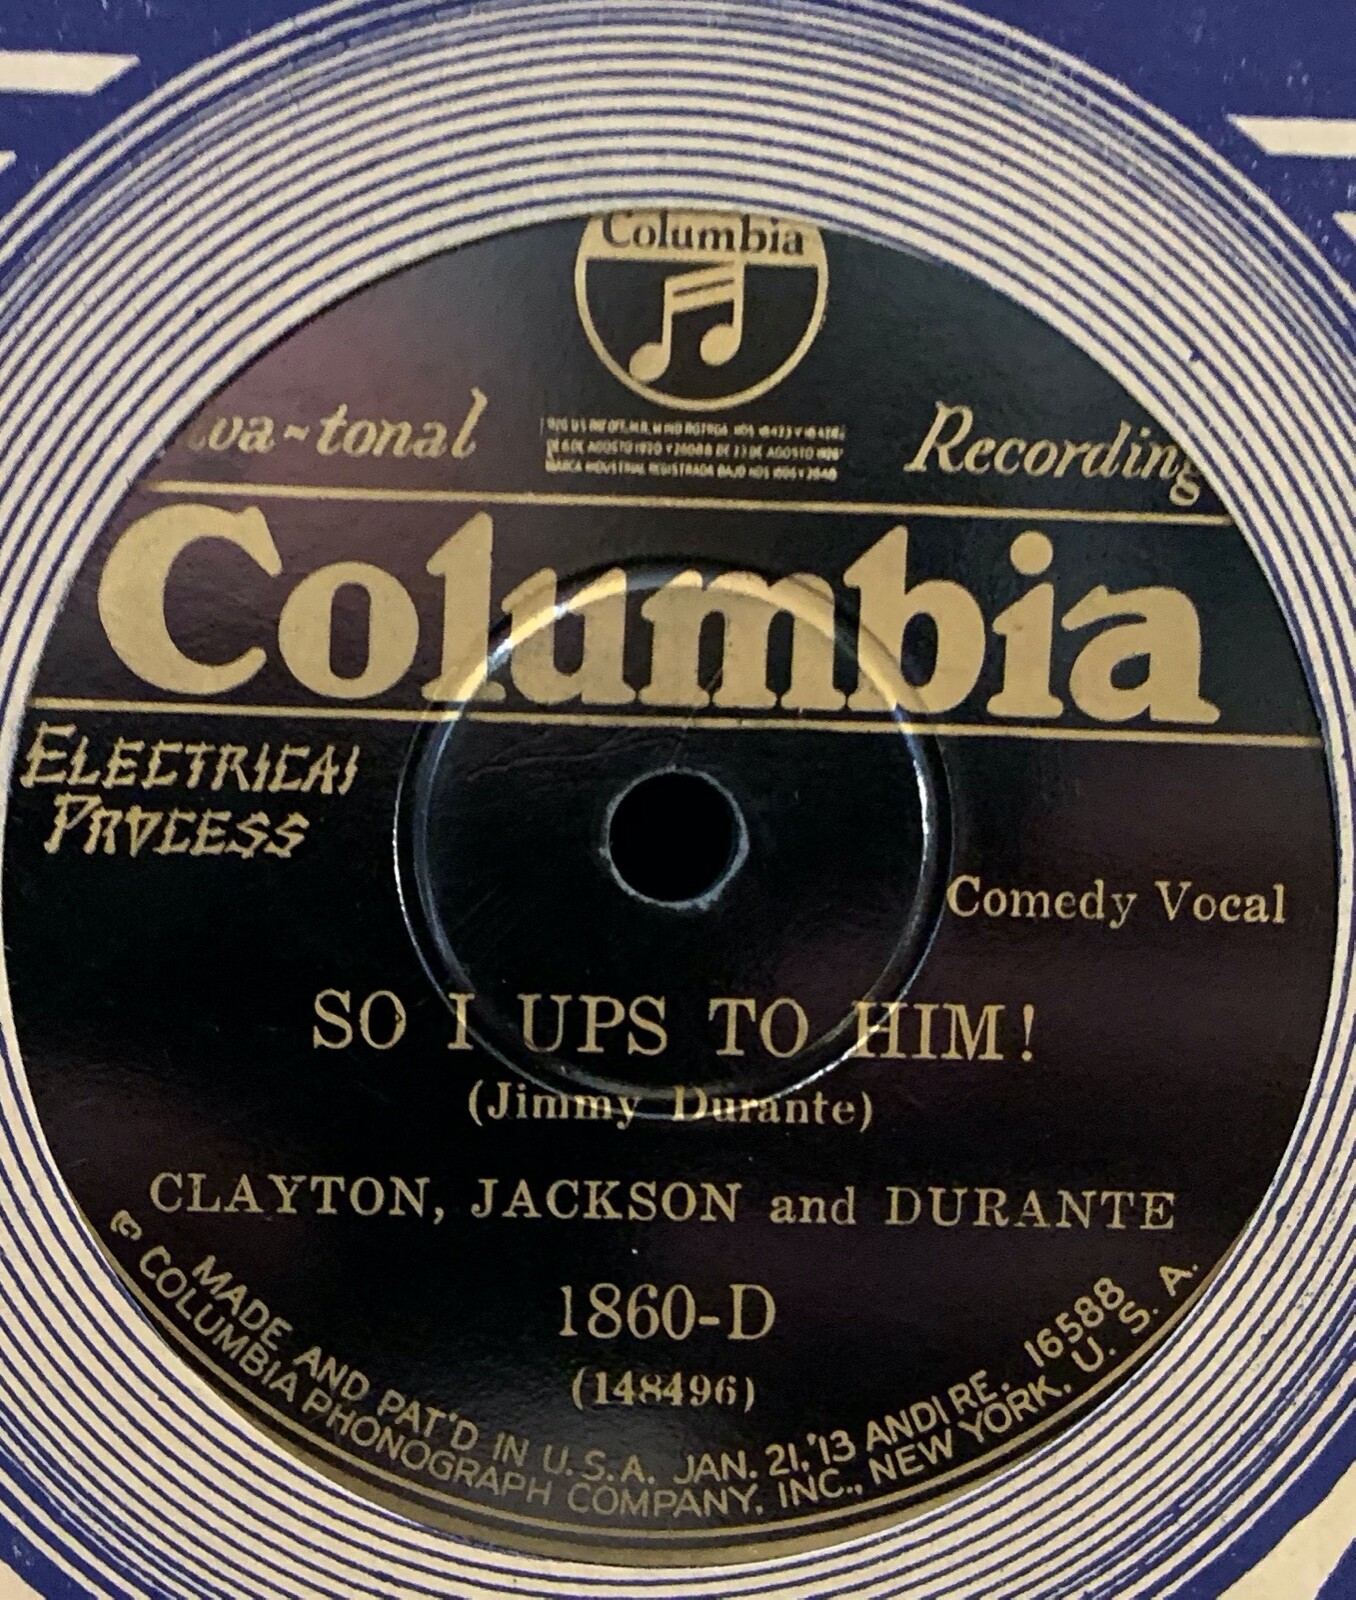 Columbia
va-tonal Recording
Columbia
ELECTRICAL
PROCESS
Comedy Vocal
SO I UPS TO HIM!
(Jimmy Durante)
CLAYTON, JACKSON and DURANTE
1860-D
(148496)
MADE AND PAT'D IN U.S.A. JAN. 21,'13 AND RE. 16588
COLUMBIA PHONOGRAPH COMPANY, INC., NEW YORK, U. S. A.